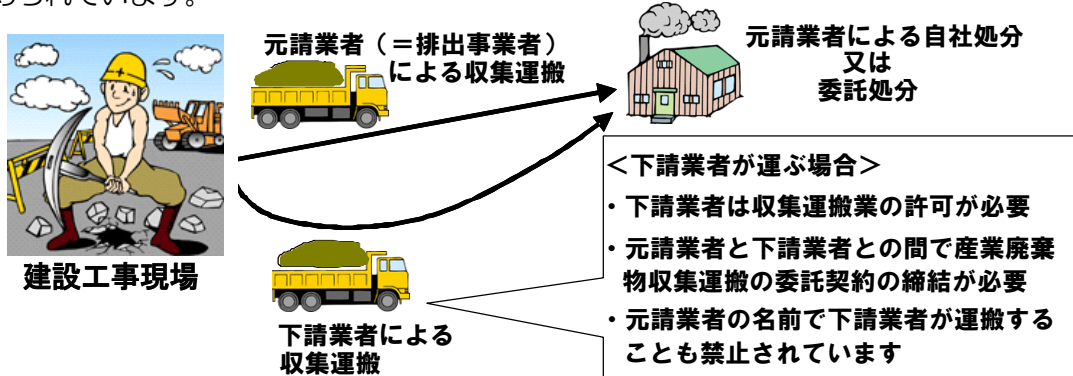 られています。
元請業者（＝排出事業者）
による収集運搬
元請業者による自社処分
又は
委託処分
建設工事現場
下請業者による
収集運搬
＜下請業者が運ぶ場合＞
・下請業者は収集運搬業の許可が必要
・元請業者と下請業者との間で産業廃棄
物収集運搬の委託契約の締結が必要
・元請業者の名前で下請業者が運搬する
ことも禁止されています